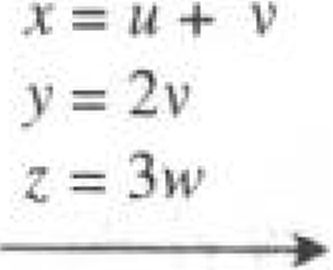 x = u + v
y = 2v
z = 3w